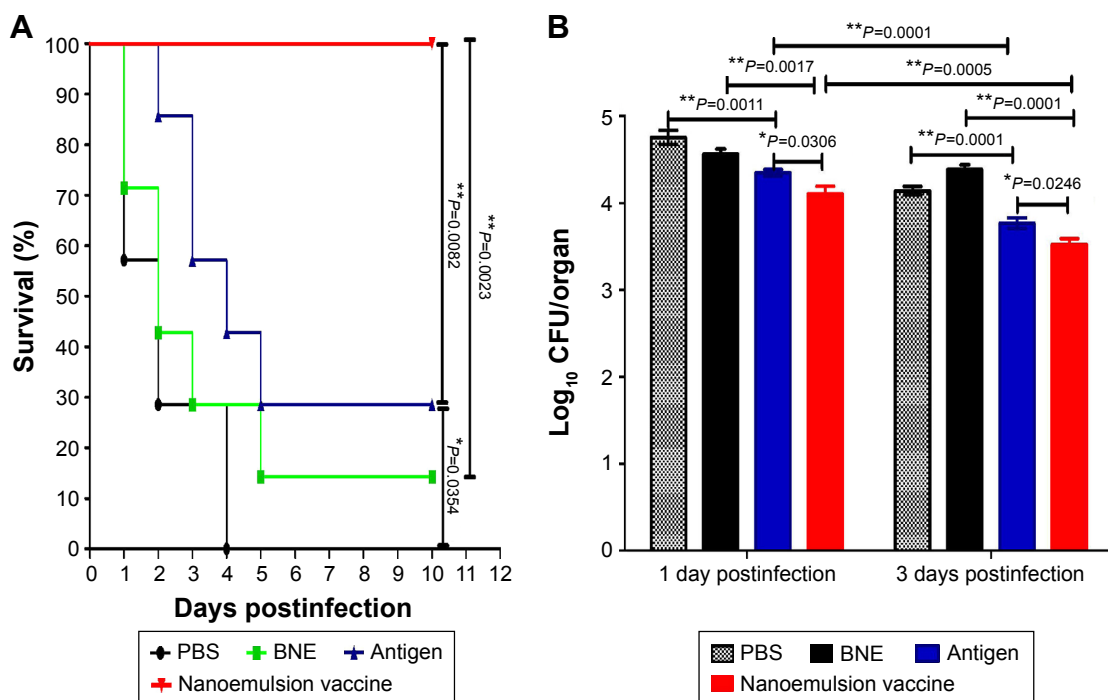 A
Survival (%)
100
90
80
70
60
50
40
30
20
10
0
0 1 2 3 4 5 6 7 8 9 10 11 12
Days postinfection
**P=0.0082
**P=0.0023
*P=0.0354
PBS BNE Antigen
Nanoemulsion vaccine
B
Log10 CFU/organ
5
4
3
2
1
0
**P=0.0001
**P=0.0017
**P=0.0005
**P=0.0011
**P=0.0001
*P=0.0306
**P=0.0001
*P=0.0246
1 day postinfection 3 days postinfection
PBS BNE Antigen
Nanoemulsion vaccine